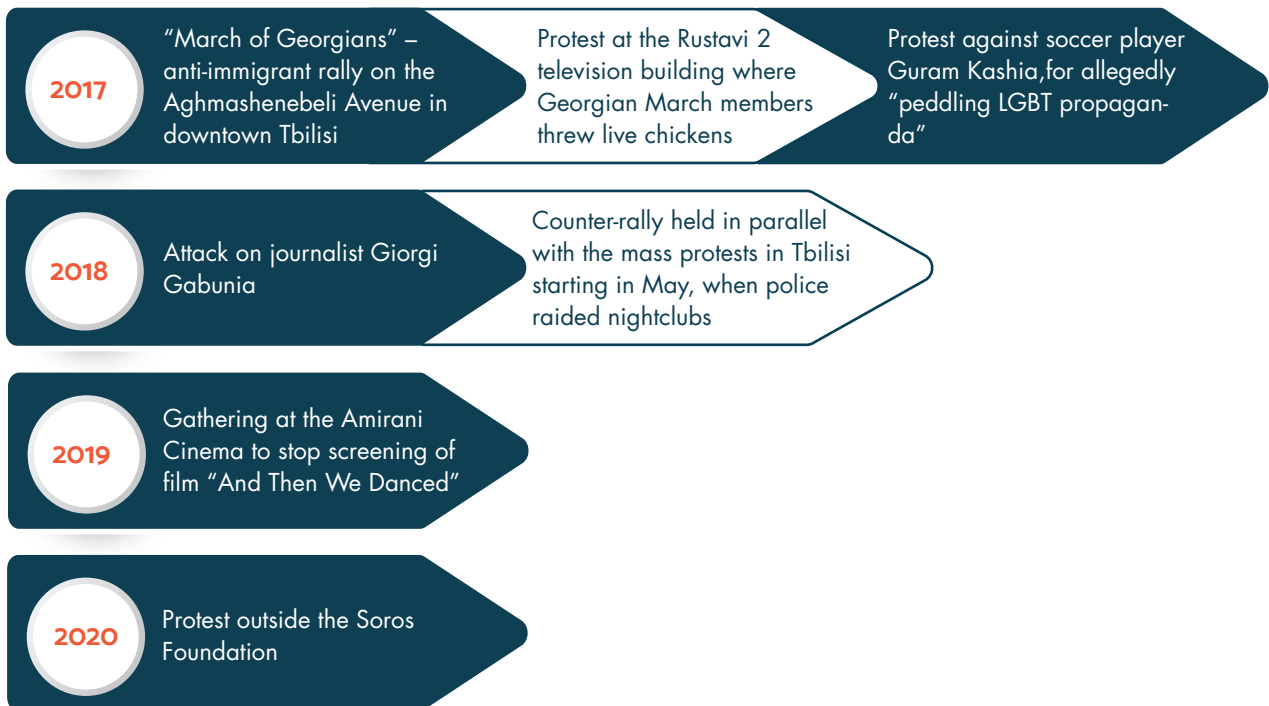 2017
“March of Georgians” –
anti-immigrant rally on the
Aghmashenebeli Avenue in
downtown Tbilisi
Protest at the Rustavi 2
television building where
Georgian March members
threw live chickens
Protest against soccer player
Guram Kashia,for allegedly
“peddling LGBT propagan-
da”
2018
Attack on journalist Giorgi
Gabunia
Counter-rally held in parallel
with the mass protests in Tbilisi
starting in May, when police
raided nightclubs
2019
Gathering at the Amirani
Cinema to stop screening of
film “And Then We Danced”
2020
Protest outside the Soros
Foundation